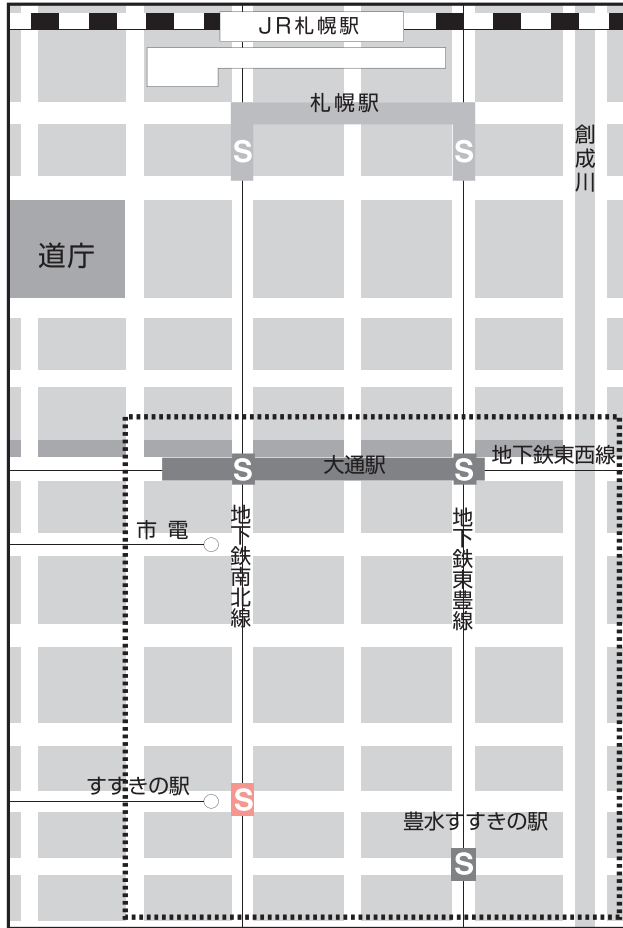 JR札幌駅
札幌駅
S
S
創成川
道庁
S
大通駅
S
地下鉄東西線
市電
地下鉄南北線
地下鉄東豊線
すすきの駅
S
豊水すすきの駅
S